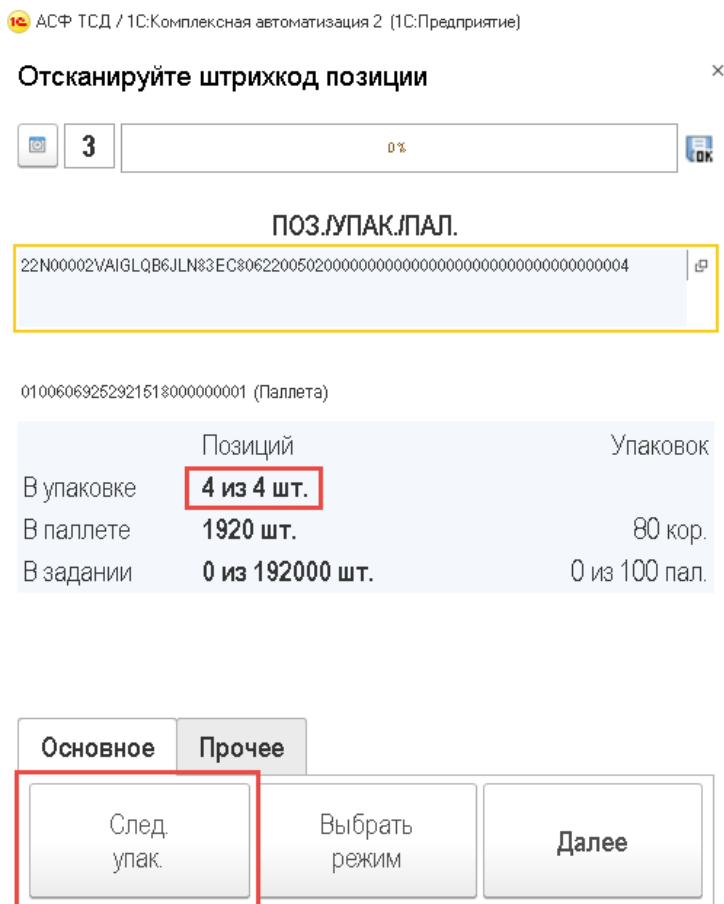 АСФ ТСД / 1С:Комплексная автоматизация 2 (1С:Предприятие)
Отсканируйте штрихкод позиции
3
0%
OK
ПОЗ./УПАК./ПАЛ.
01006069252921518000000001 (Паллета)
Позиций Упаковок
В упаковке 4 из 4 шт.
В паллете 1920 шт. 80 кор.
В задании 0 из 192000 шт. 0 из 100 пал.
Основное Прочее
След. упак.
Выбрать режим
Далее